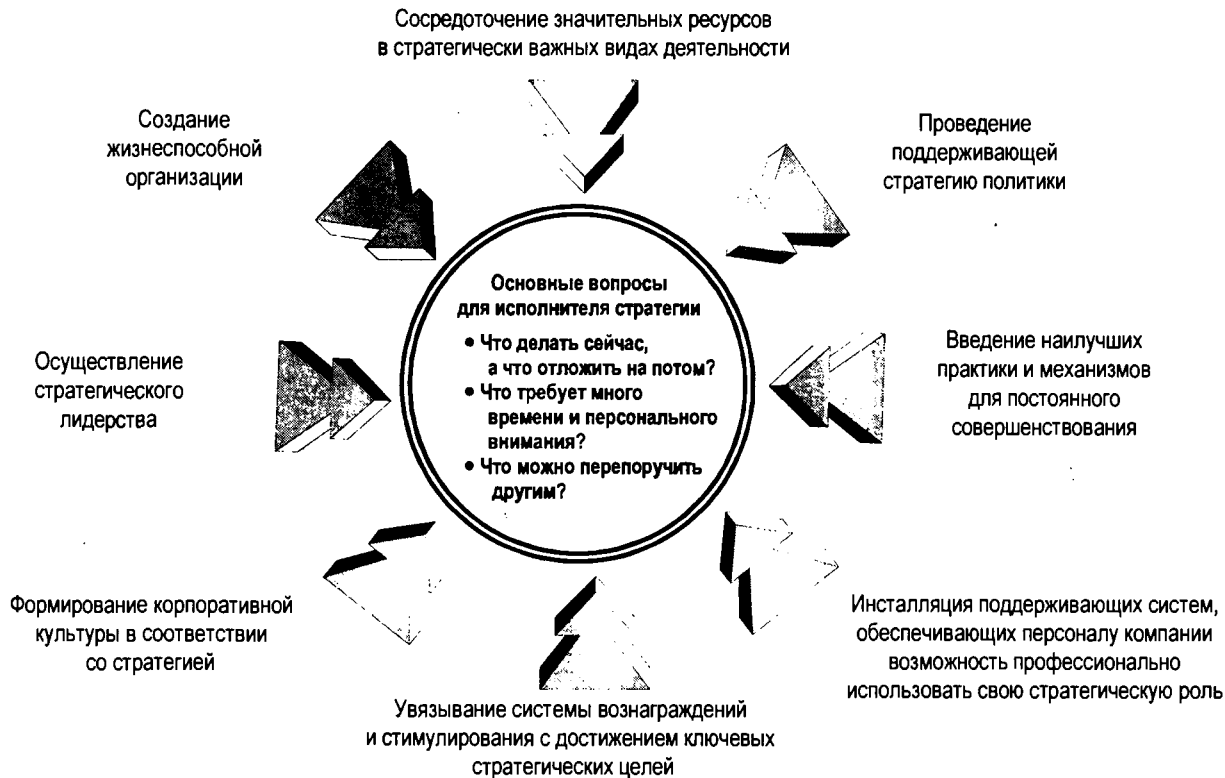 Сосредоточение значительных ресурсов
в стратегически важных видах деятельности
Создание
жизнеспособной
организации
Проведение
поддерживающей
стратегию политики
Основные вопросы
для исполнителя стратегии
• Что делать сейчас,
а что отложить на потом?
• Что требует много
времени и персонального
внимания?
• Что можно перепоручить
другим?
Осуществление
стратегического
лидерства
Введение наилучших
практики и механизмов
для постоянного
совершенствования
Формирование корпоративной
культуры в соответствии
со стратегией
Инсталляция поддерживающих систем,
обеспечивающих персоналу компании
возможность профессионально
использовать свою стратегическую роль
Увязывание системы вознаграждений
и стимулирования с достижением ключевых
стратегических целей